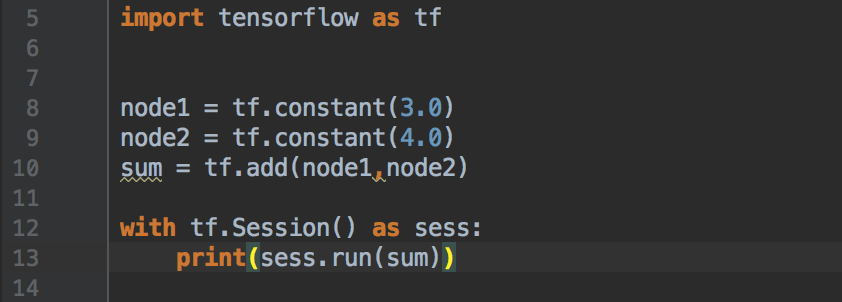 5 import tensorflow as tf
6
7
8 node1 = tf.constant(3.0)
9 node2 = tf.constant(4.0)
10 sum = tf.add(node1,node2)
11
12 with tf.Session() as sess:
13     print(sess.run(sum))
14